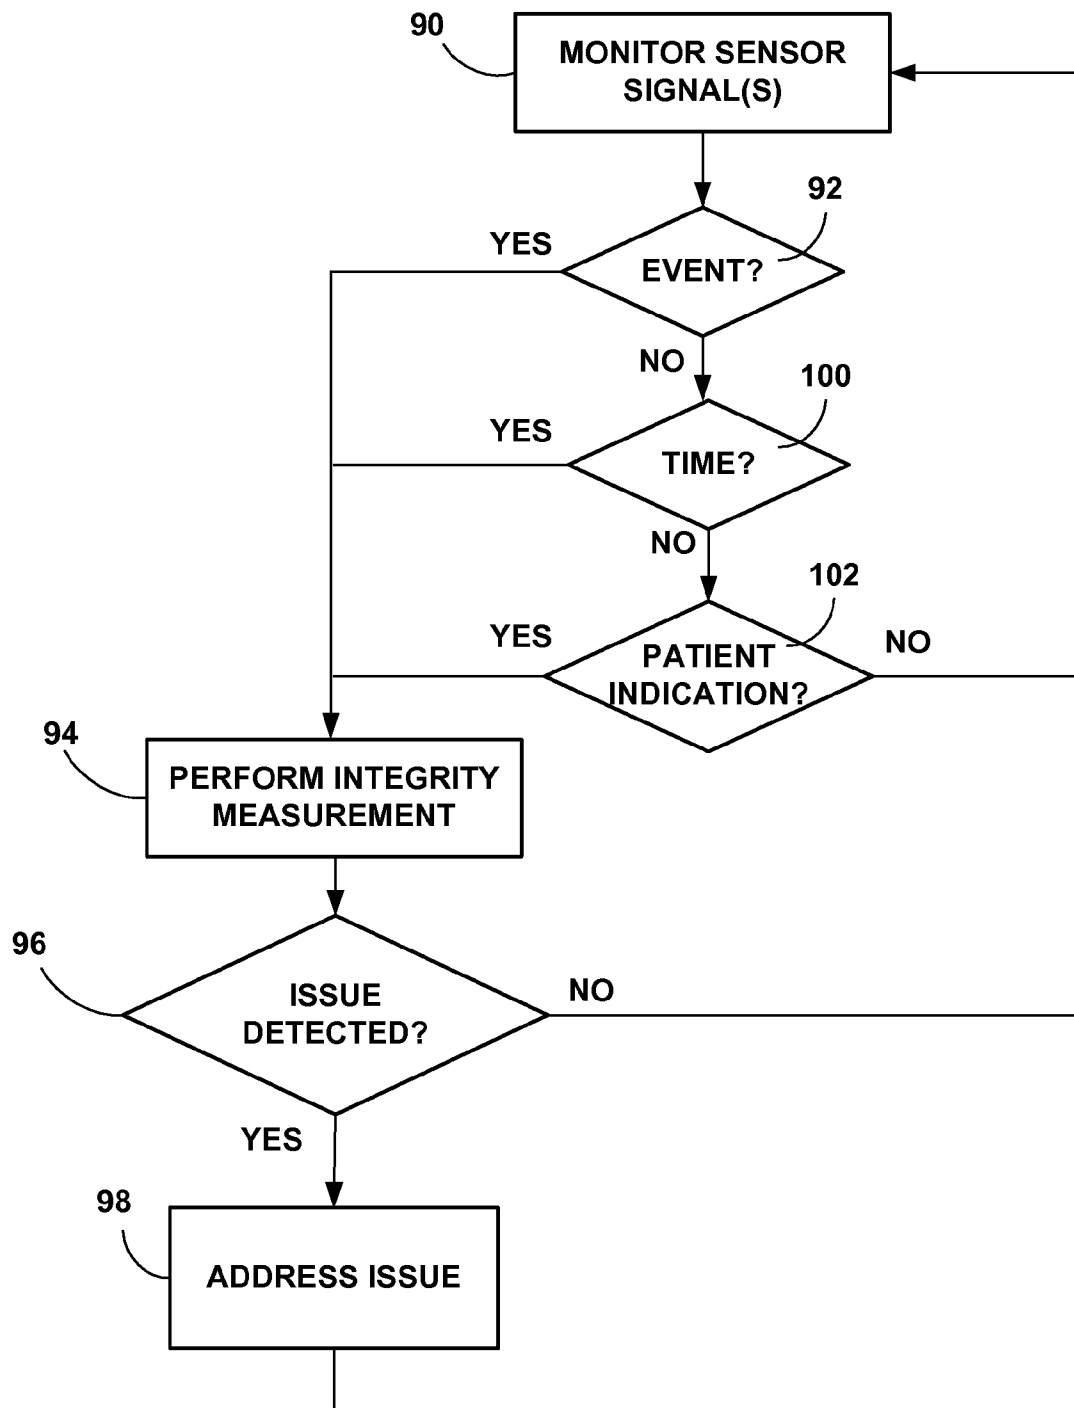 90
MONITOR SENSOR
SIGNAL(S)
92
YES
EVENT?
NO
100
YES
TIME?
NO
102
YES
PATIENT
INDICATION?
NO
94
PERFORM INTEGRITY
MEASUREMENT
96
ISSUE
DETECTED?
NO
YES
98
ADDRESS ISSUE